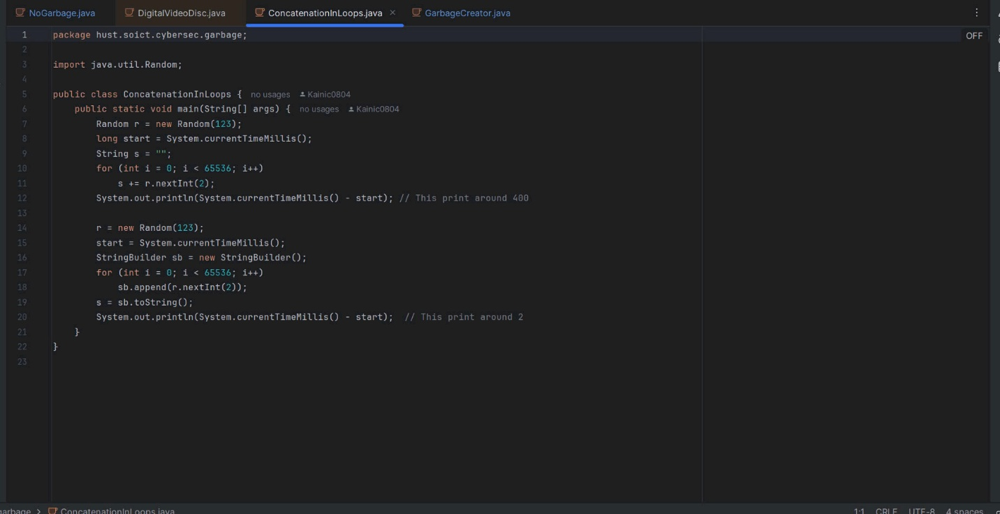 NoGarbage.java DigitalVideoDisc.java ConcatenationInLoops.java × GarbageCreator.java
1 package hust.soict.cybersec.garbage; OFF
2
3 import java.util.Random;
4
5 public class ConcatenationInLoops { no usages Kainic0804
6 public static void main(String[] args) { no usages Kainic0804
7 Random r = new Random(123);
8 long start = System.currentTimeMillis();
9 String s = "";
10 for (int i = 0; i < 65536; i++)
11 s += r.nextInt(2);
12 System.out.println(System.currentTimeMillis() - start); // This print around 400
13
14 r = new Random(123);
15 start = System.currentTimeMillis();
16 StringBuilder sb = new StringBuilder();
17 for (int i = 0; i < 65536; i++)
18 sb.append(r.nextInt(2));
19 s = sb.toString();
20 System.out.println(System.currentTimeMillis() - start); // This print around 2
21 }
22 }
23
garbage > ConcatenationInLoops.java 1:1 CRLF UTF-8 4 spaces